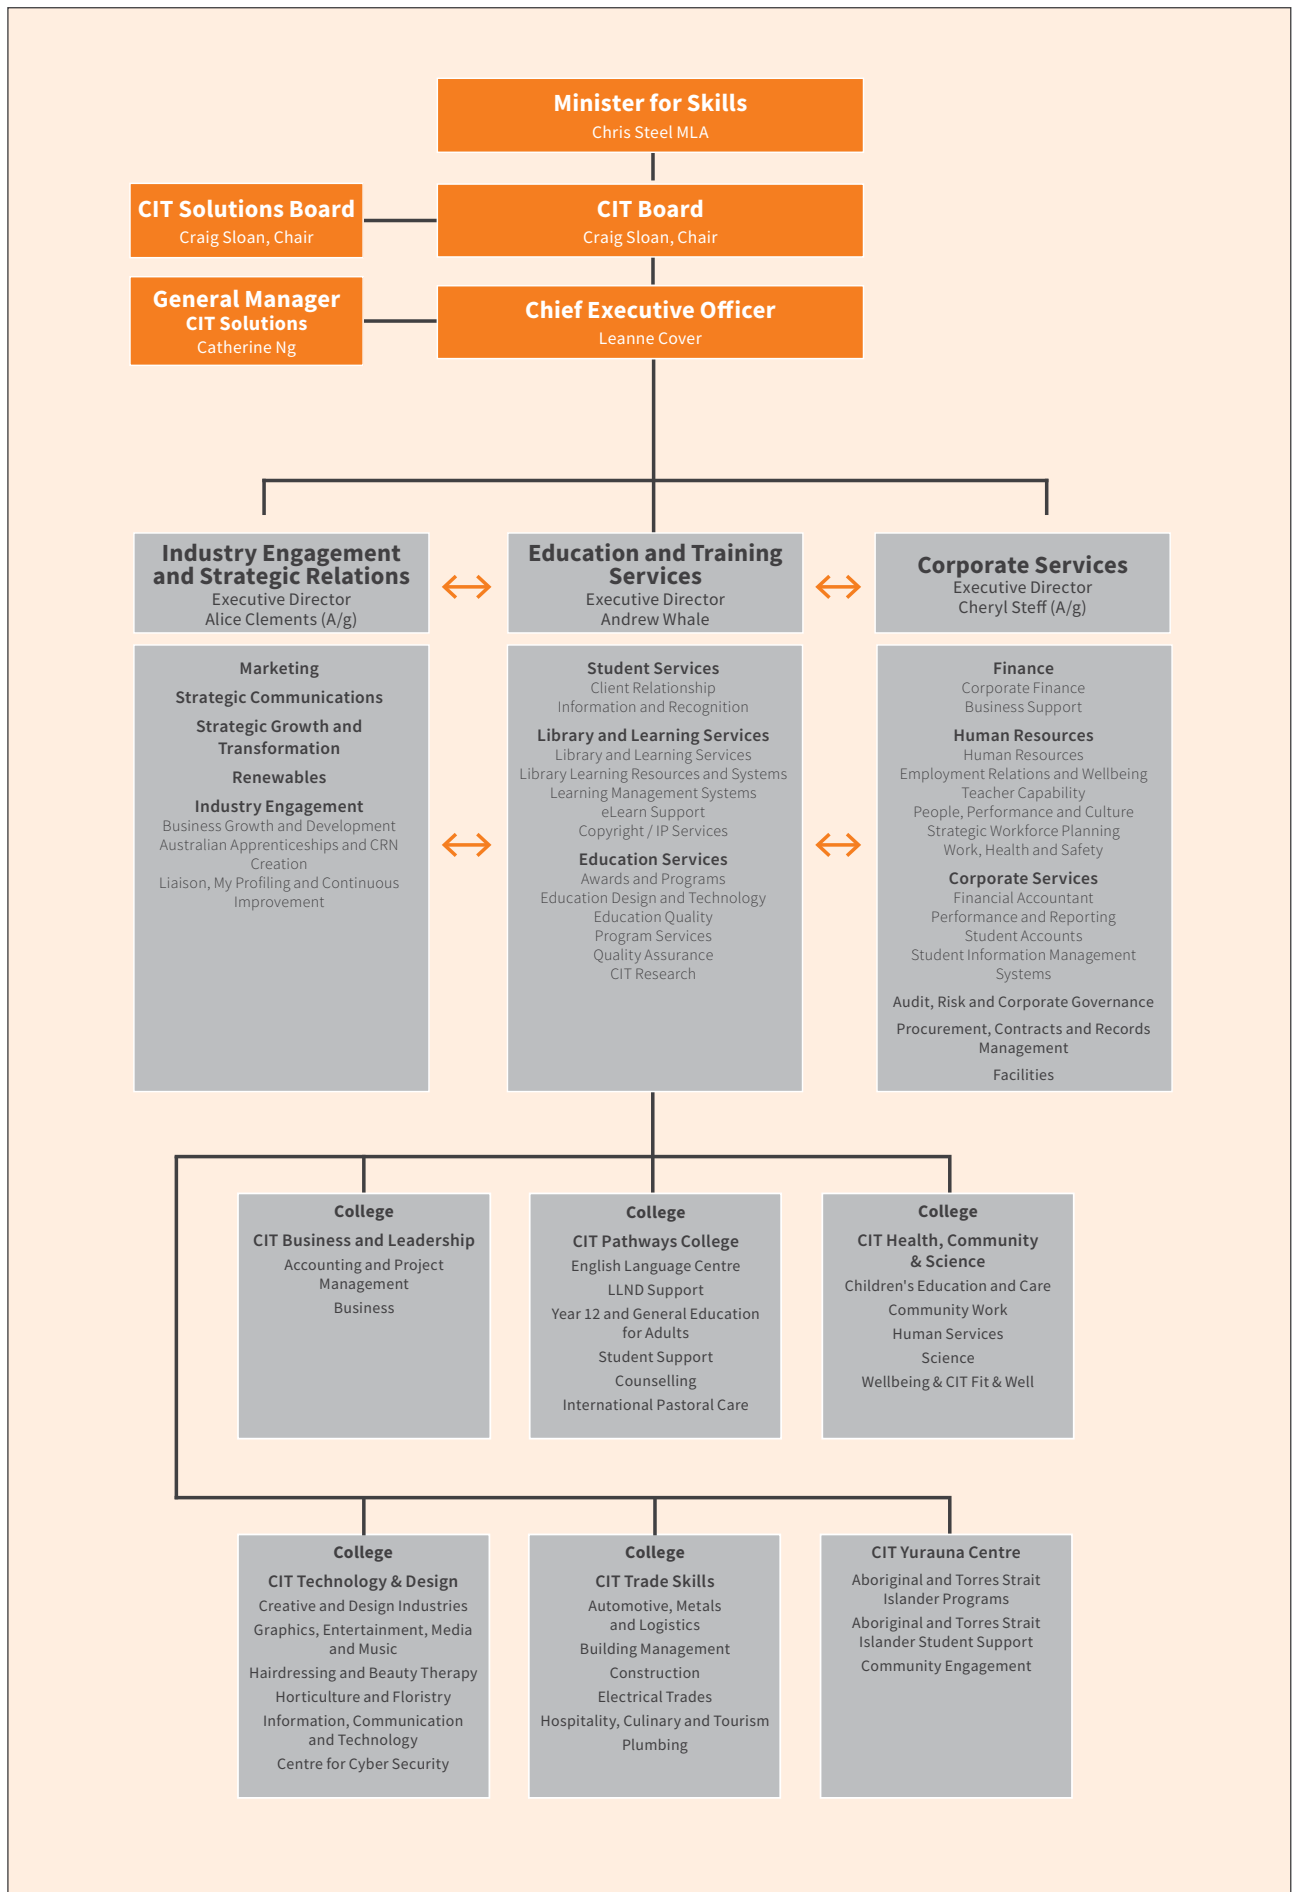 Minister for Skills
Chris Steel MLA
CIT Solutions Board
Craig Sloan, Chair
CIT Board
Craig Sloan, Chair
General Manager
CIT Solutions
Catherine Ng
Chief Executive Officer
Leanne Cover
Industry Engagement
and Strategic Relations
Executive Director
Alice Clements (A/g)
Education and Training
Services
Executive Director
Andrew Whale
Corporate Services
Executive Director
Cheryl Steff (A/g)
Marketing
Strategic Communications
Strategic Growth and
Transformation
Renewables
Industry Engagement
Business Growth and Development
Australian Apprenticeships and CRN
Creation
Liaison, My Profiling and Continuous
Improvement
Student Services
Client Relationship
Information and Recognition
Library and Learning Services
Library and Learning Services
Library Learning Resources and Systems
Learning Management Systems
eLearn Support
Copyright / IP Services
Education Services
Awards and Programs
Education Design and Technology
Education Quality
Program Services
Quality Assurance
CIT Research
Finance
Corporate Finance
Business Support
Human Resources
Human Resources
Employment Relations and Wellbeing
Teacher Capability
People, Performance and Culture
Strategic Workforce Planning
Work, Health and Safety
Corporate Services
Financial Accountant
Performance and Reporting
Student Accounts
Student Information Management
Systems
Audit, Risk and Corporate Governance
Procurement, Contracts and Records
Management
Facilities
College
CIT Business and Leadership
Accounting and Project
Management
Business
College
CIT Pathways College
English Language Centre
LLND Support
Year 12 and General Education
for Adults
Student Support
Counselling
International Pastoral Care
College
CIT Health, Community
& Science
Children's Education and Care
Community Work
Human Services
Science
Wellbeing & CIT Fit & Well
College
CIT Technology & Design
Creative and Design Industries
Graphics, Entertainment, Media
and Music
Hairdressing and Beauty Therapy
Horticulture and Floristry
Information, Communication
and Technology
Centre for Cyber Security
College
CIT Trade Skills
Automotive, Metals
and Logistics
Building Management
Construction
Electrical Trades
Hospitality, Culinary and Tourism
Plumbing
CIT Yurauna Centre
Aboriginal and Torres Strait
Islander Programs
Aboriginal and Torres Strait
Islander Student Support
Community Engagement